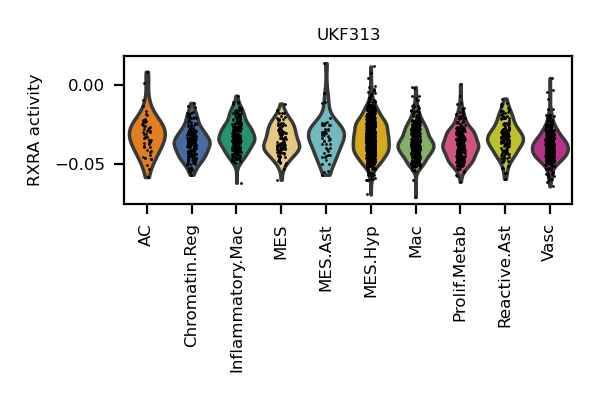 UKF313
RXRA activity
0.00
−0.05
AC
Chromatin.Reg
Inflammatory.Mac
MES
MES.Ast
MES.Hyp
Mac
Prolif.Metab
Reactive.Ast
Vasc